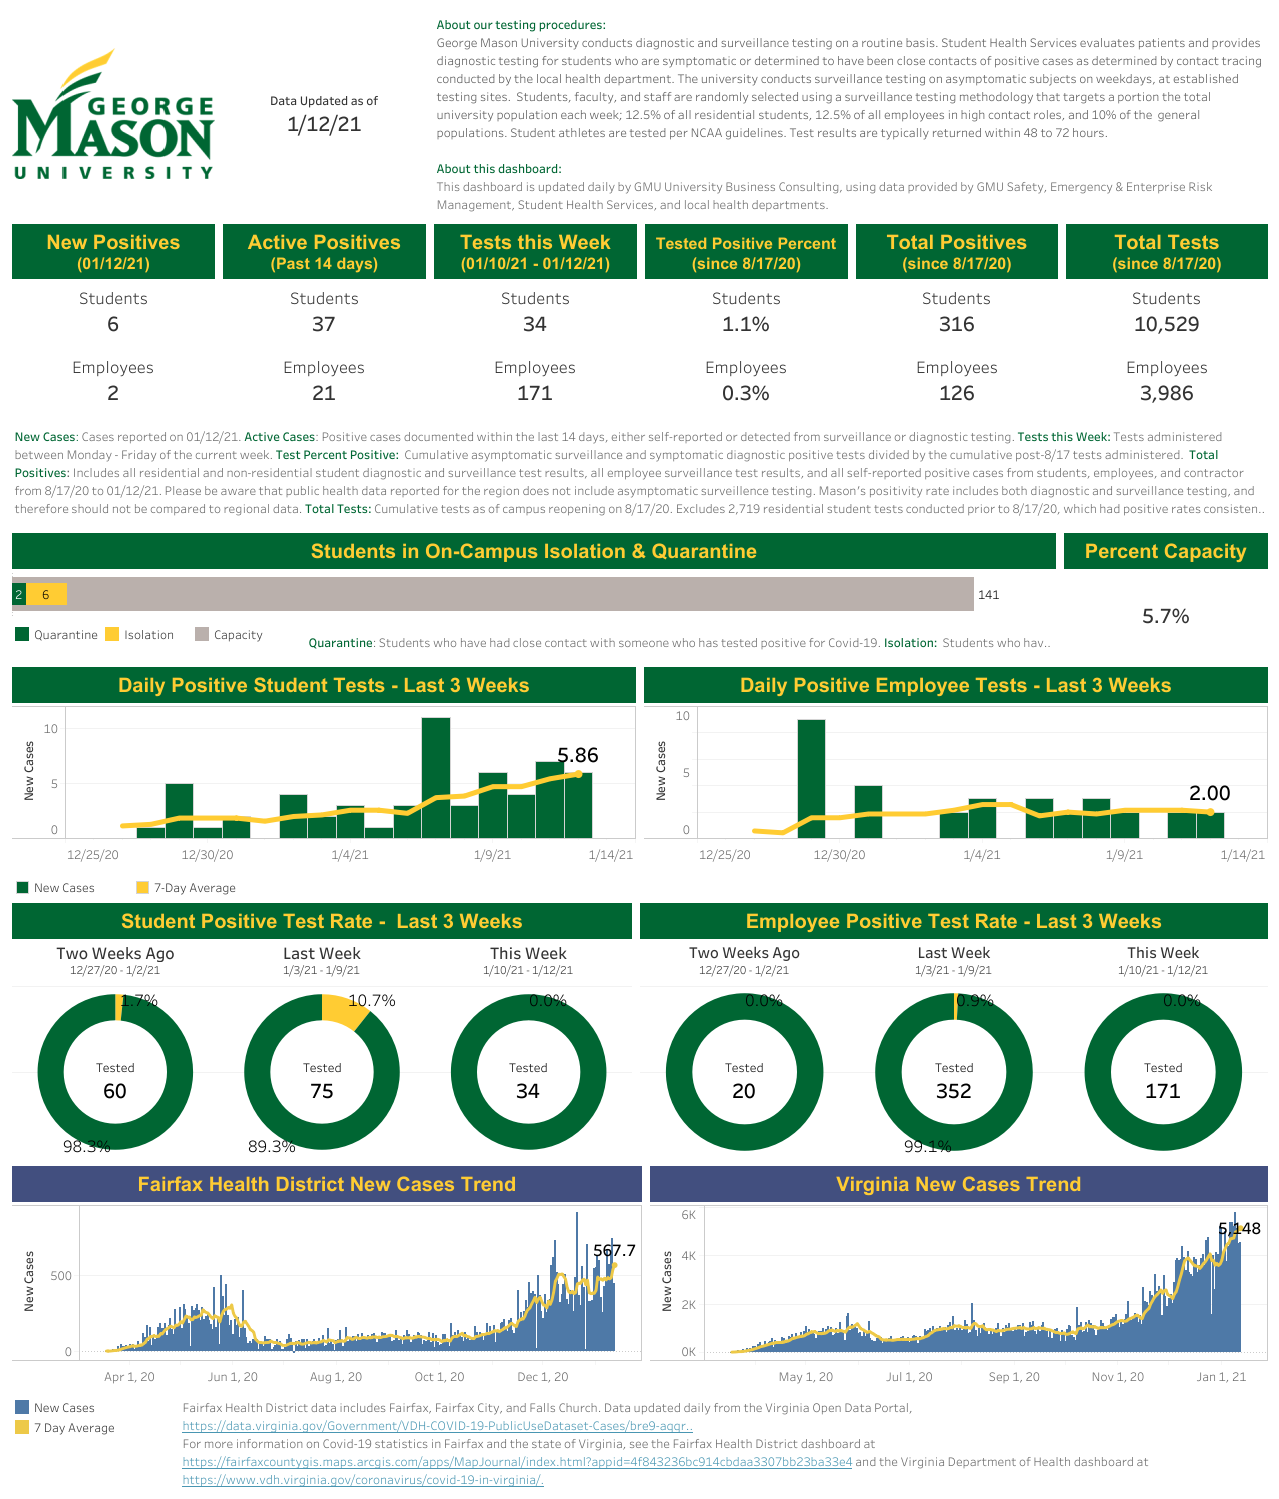 About our testing procedures:
George Mason University conducts diagnostic and surveillance testing on a routine basis. Student Health Services evaluates patients and provides
diagnostic testing for students who are symptomatic or determined to have been close contacts of positive cases as determined by contact tracing
conducted by the local health department. The university conducts surveillance testing on asymptomatic subjects on weekdays, at established
testing sites. Students, faculty, and staff are randomly selected using a surveillance testing methodology that targets a portion the total
university population each week; 12.5% of all residential students, 12.5% of all employees in high contact roles, and 10% of the general
populations. Student athletes are tested per NCAA guidelines. Test results are typically returned within 48 to 72 hours.
GEORGE
MASON
UNIVERSITY
Data Updated as of
1/12/21
About this dashboard:
This dashboard is updated daily by GMU University Business Consulting, using data provided by GMU Safety, Emergency & Enterprise Risk
Management, Student Health Services, and local health departments.
New Positives Active Positives Tests this Week Tested Positive Percent Total Positives Total Tests
(01/12/21) (Past 14 days) (01/10/21 - 01/12/21) (since 8/17/20) (since 8/17/20) (since 8/17/20)
Students Students Students Students Students Students
6 37 34 1.1% 316 10,529
Employees Employees Employees Employees Employees Employees
2 21 171 0.3% 126 3,986
New Cases: Cases reported on 01/12/21. Active Cases: Positive cases documented within the last 14 days, either self-reported or detected from surveillance or diagnostic testing. Tests this Week: Tests administered
between Monday - Friday of the current week. Test Percent Positive: Cumulative asymptomatic surveillance and symptomatic diagnostic positive tests divided by the cumulative post-8/17 tests administered. Total
Positives: Includes all residential and non-residential student diagnostic and surveillance test results, all employee surveillance test results, and all self-reported positive cases from students, employees, and contractor
from 8/17/20 to 01/12/21. Please be aware that public health data reported for the region does not include asymptomatic surveillence testing. Mason's positivity rate includes both diagnostic and surveillance testing, and
therefore should not be compared to regional data. Total Tests: Cumulative tests as of campus reopening on 8/17/20. Excludes 2,719 residential student tests conducted prior to 8/17/20, which had positive rates consisten..
Students in On-Campus Isolation & Quarantine Percent Capacity
2 6 141
5.7%
Quarantine Isolation Capacity
Quarantine: Students who have had close contact with someone who has tested positive for Covid-19. Isolation: Students who hav..
Daily Positive Student Tests - Last 3 Weeks Daily Positive Employee Tests - Last 3 Weeks
New Cases
10
5
0
5.86
12/25/20 12/30/20 1/4/21 1/9/21 1/14/21
New Cases
10
5
0
2.00
12/25/20 12/30/20 1/4/21 1/9/21 1/14/21
New Cases 7-Day Average
Student Positive Test Rate - Last 3 Weeks Employee Positive Test Rate - Last 3 Weeks
Two Weeks Ago Last Week This Week Two Weeks Ago Last Week This Week
12/27/20 - 1/2/21 1/3/21 - 1/9/21 1/10/21 - 1/12/21 12/27/20 - 1/2/21 1/3/21 - 1/9/21 1/10/21 - 1/12/21
1.7% 10.7% 0.0% 0.0% 0.9% 0.0%
Tested Tested Tested Tested Tested Tested
60 75 34 20 352 171
98.3% 89.3% 99.1%
Fairfax Health District New Cases Trend Virginia New Cases Trend
New Cases
500
0
567.7
Apr 1, 20 Jun 1, 20 Aug 1, 20 Oct 1, 20 Dec 1, 20
New Cases
6K
4K
2K
0K
5,148
May 1, 20 Jul 1, 20 Sep 1, 20 Nov 1, 20 Jan 1, 21
New Cases
7 Day Average
Fairfax Health District data includes Fairfax, Fairfax City, and Falls Church. Data updated daily from the Virginia Open Data Portal,
https://data.virginia.gov/Government/VDH-COVID-19-PublicUseDataset-Cases/bre9-aqqr..
For more information on Covid-19 statistics in Fairfax and the state of Virginia, see the Fairfax Health District dashboard at
https://fairfaxcountygis.maps.arcgis.com/apps/MapJournal/index.html?appid=4f843236bc914cbdaa3307bb23ba33e4 and the Virginia Department of Health dashboard at
https://www.vdh.virginia.gov/coronavirus/covid-19-in-virginia/.